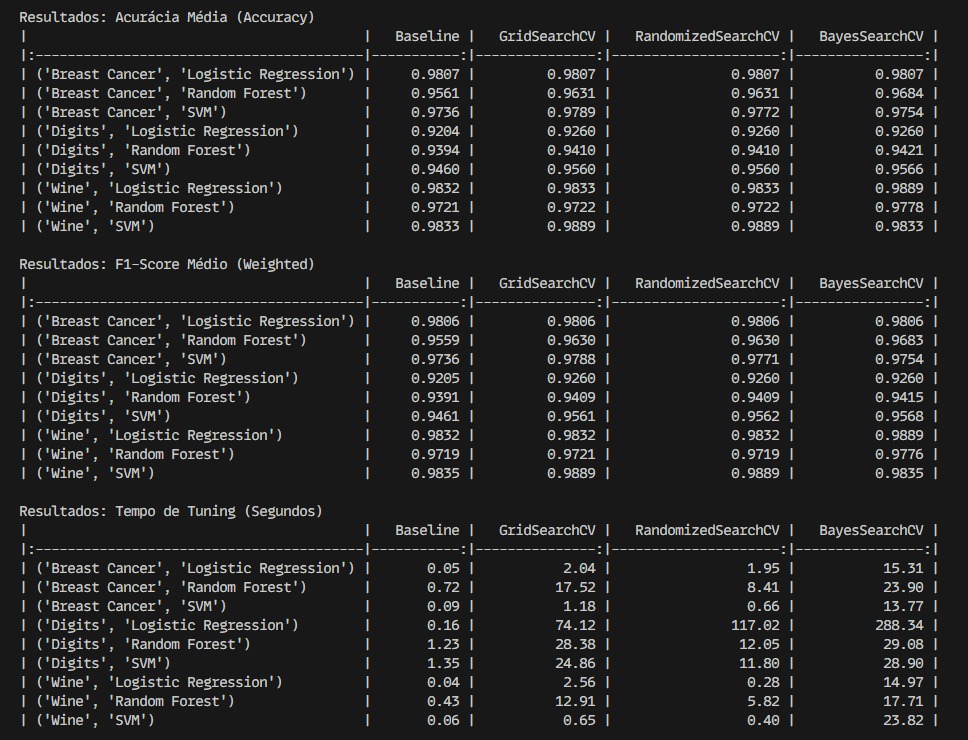 Resultados: Acurácia Média (Accuracy)
|                                         |   Baseline |   GridSearchCV |   RandomizedSearchCV |   BayesSearchCV |
|:----------------------------------------|-----------:|---------------:|---------------------:|----------------:|
| ('Breast Cancer', 'Logistic Regression') |     0.9807 |         0.9807 |               0.9807 |          0.9807 |
| ('Breast Cancer', 'Random Forest')       |     0.9561 |         0.9631 |               0.9631 |          0.9684 |
| ('Breast Cancer', 'SVM')                 |     0.9736 |         0.9789 |               0.9772 |          0.9754 |
| ('Digits', 'Logistic Regression')        |     0.9204 |         0.9260 |               0.9260 |          0.9260 |
| ('Digits', 'Random Forest')              |     0.9394 |         0.9410 |               0.9410 |          0.9421 |
| ('Digits', 'SVM')                        |     0.9460 |         0.9560 |               0.9560 |          0.9566 |
| ('Wine', 'Logistic Regression')          |     0.9832 |         0.9833 |               0.9833 |          0.9889 |
| ('Wine', 'Random Forest')                |     0.9721 |         0.9722 |               0.9722 |          0.9778 |
| ('Wine', 'SVM')                          |     0.9833 |         0.9889 |               0.9889 |          0.9833 |
Resultados: F1-Score Médio (Weighted)
|                                         |   Baseline |   GridSearchCV |   RandomizedSearchCV |   BayesSearchCV |
|:----------------------------------------|-----------:|---------------:|---------------------:|----------------:|
| ('Breast Cancer', 'Logistic Regression') |     0.9806 |         0.9806 |               0.9806 |          0.9806 |
| ('Breast Cancer', 'Random Forest')       |     0.9559 |         0.9630 |               0.9630 |          0.9683 |
| ('Breast Cancer', 'SVM')                 |     0.9736 |         0.9788 |               0.9771 |          0.9754 |
| ('Digits', 'Logistic Regression')        |     0.9205 |         0.9260 |               0.9260 |          0.9260 |
| ('Digits', 'Random Forest')              |     0.9391 |         0.9409 |               0.9409 |          0.9415 |
| ('Digits', 'SVM')                        |     0.9461 |         0.9561 |               0.9562 |          0.9568 |
| ('Wine', 'Logistic Regression')          |     0.9832 |         0.9832 |               0.9832 |          0.9889 |
| ('Wine', 'Random Forest')                |     0.9719 |         0.9721 |               0.9719 |          0.9776 |
| ('Wine', 'SVM')                          |     0.9835 |         0.9889 |               0.9889 |          0.9835 |
Resultados: Tempo de Tuning (Segundos)
|                                         |   Baseline |   GridSearchCV |   RandomizedSearchCV |   BayesSearchCV |
|:----------------------------------------|-----------:|---------------:|---------------------:|----------------:|
| ('Breast Cancer', 'Logistic Regression') |       0.05 |           2.04 |                 1.95 |           15.31 |
| ('Breast Cancer', 'Random Forest')       |       0.72 |          17.52 |                 8.41 |           23.90 |
| ('Breast Cancer', 'SVM')                 |       0.09 |           1.18 |                 0.66 |           13.77 |
| ('Digits', 'Logistic Regression')        |       0.16 |          74.12 |               117.02 |          288.34 |
| ('Digits', 'Random Forest')              |       1.23 |          28.38 |                12.05 |           29.08 |
| ('Digits', 'SVM')                        |       1.35 |          24.86 |                11.80 |           28.90 |
| ('Wine', 'Logistic Regression')          |       0.04 |           2.56 |                 0.28 |           14.97 |
| ('Wine', 'Random Forest')                |       0.43 |          12.91 |                 5.82 |           17.71 |
| ('Wine', 'SVM')                          |       0.06 |           0.65 |                 0.40 |           23.82 |